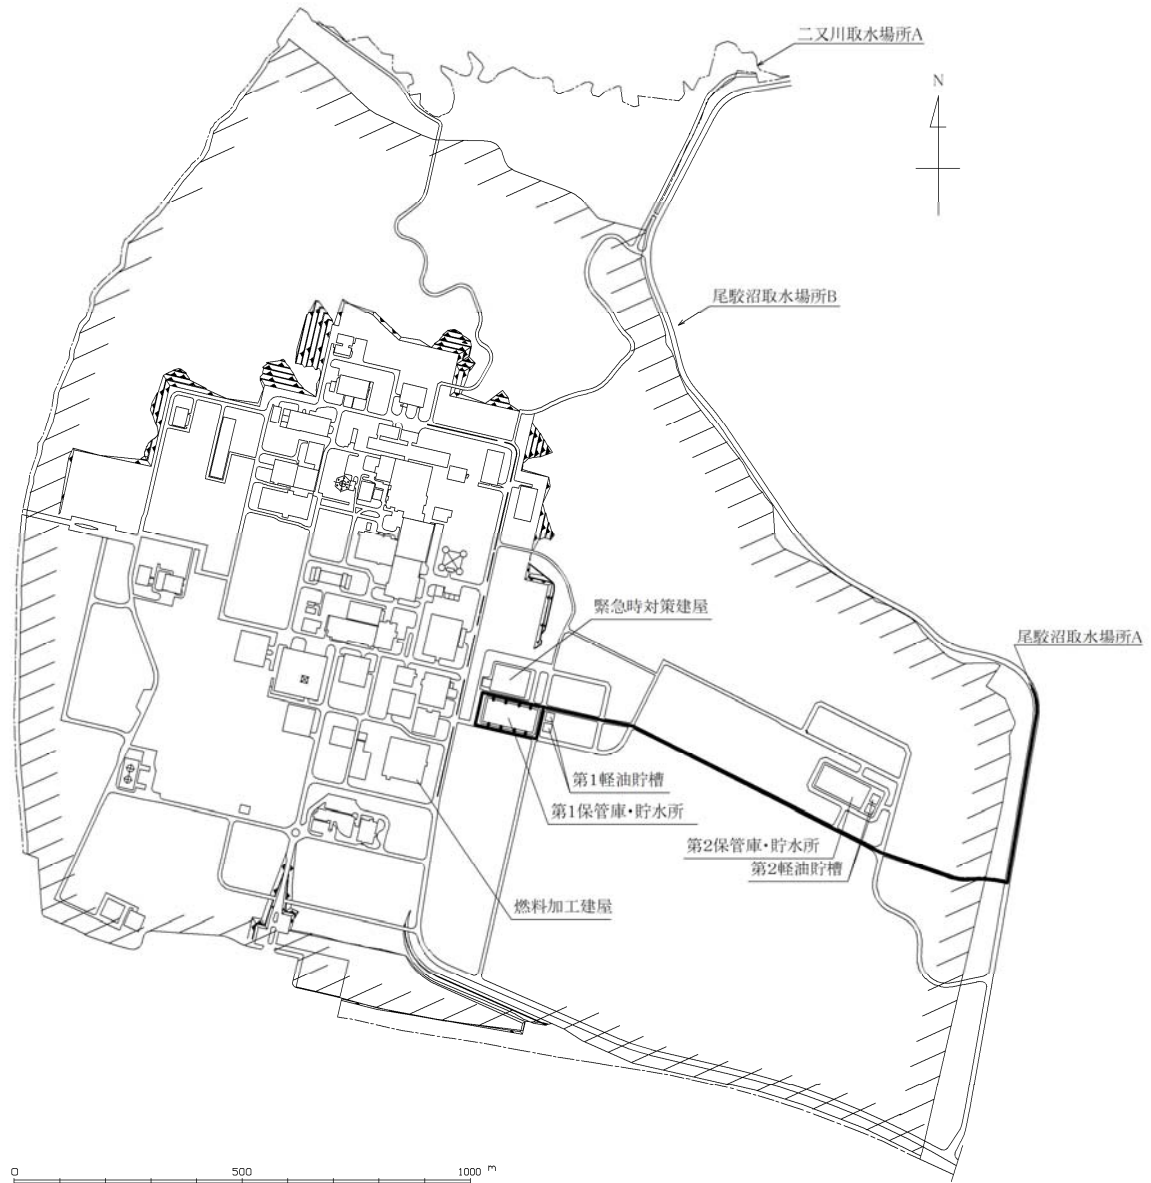 二又川取水場所A
N
尾駮沼取水場所B
緊急時対策建屋
尾駮沼取水場所A
第1軽油貯槽
第1保管庫・貯水所
第2保管庫・貯水所
第2軽油貯槽
燃料加工建屋
0 500 1000 m